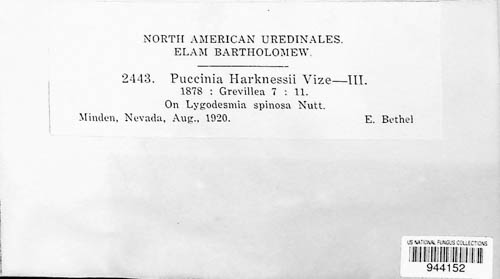 NORTH AMERICAN UREDINALES.
ELAM BARTHOLOMEW.
2443. Puccinia Harknessii Vize—III.
1878 : Grevillea 7 : 11.
On Lygodesmia spinosa Nutt.
Minden, Nevada, Aug., 1920. E. Bethel
US NATIONAL FUNGUS COLLECTIONS
944152